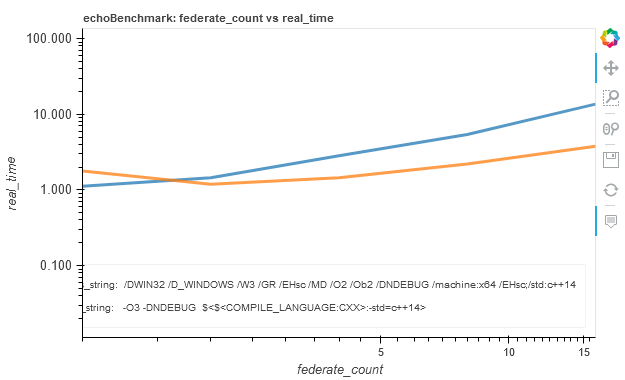 echoBenchmark: federate_count vs real_time
100.000
10.000
1.000
0.100
real_time
_string: /DWIN32 /D_WINDOWS /W3 /GR /EHsc /MD /O2 /Ob2 /DNDEBUG /machine:x64 /EHsc;/std:c++14
_string: -O3 -DNDEBUG $<$<COMPILE_LANGUAGE:CXX>:-std=c++14>
5
10
15
federate_count